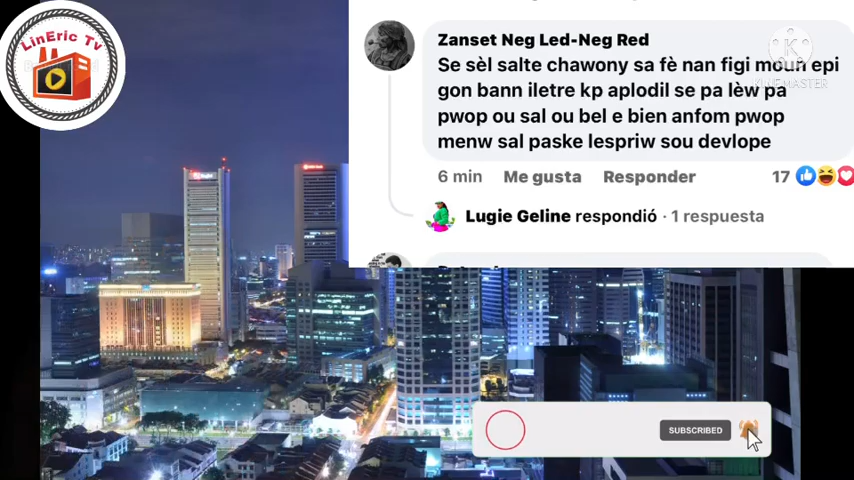 LinEric Tv
Zanset Neg Led-Neg Red
Se sèl salte chawony sa fè nan figi moun epi
gon bann iletre kp aplodil se pa lèw pa
pwop ou sal ou bel e bien anfom pwop
menw sal paske lespriw sou devlope
KINEMASTER
6 min Me gusta Responder 17
Lugie Geline respondió · 1 respuesta
SUBSCRIBED